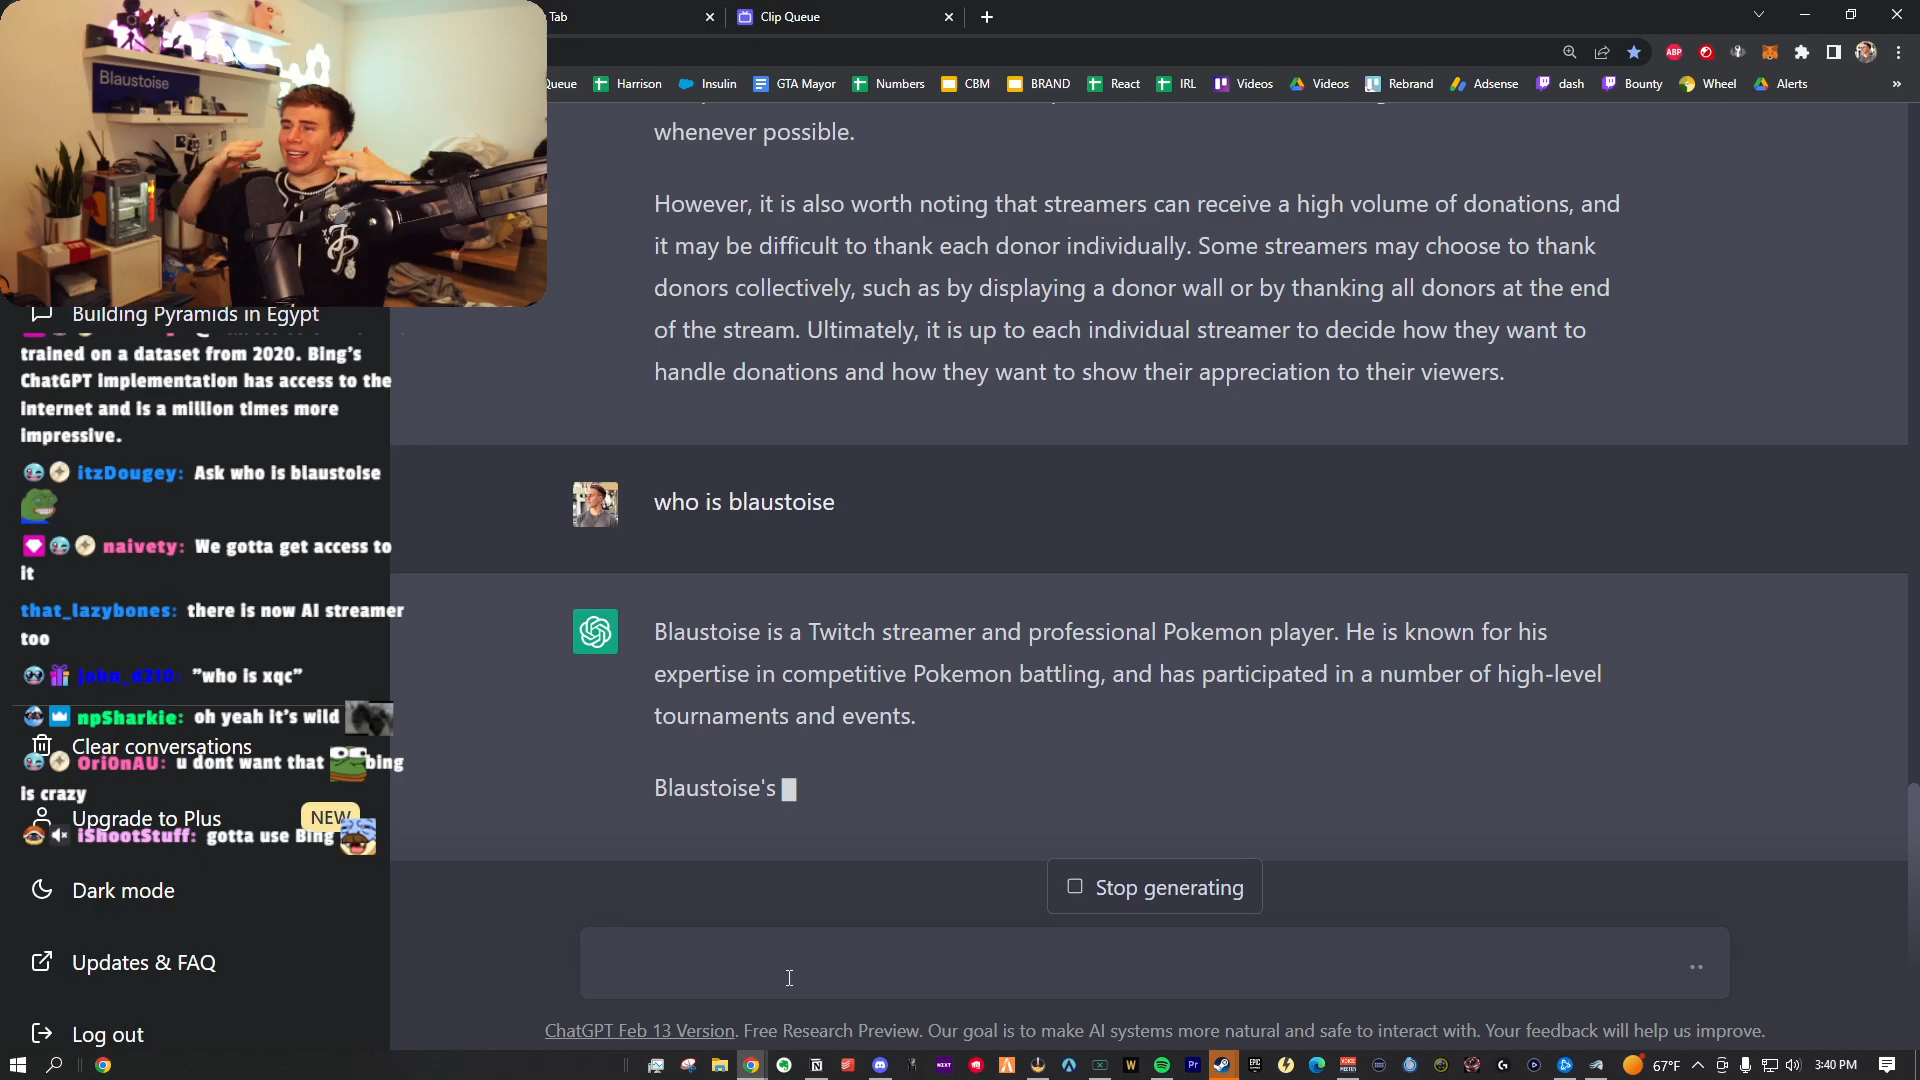 Tab
Clip Queue
Blaustoise
ABP
Queue
Harrison
Insulin
GTA Mayor
Numbers
CBM
BRAND
React
IRL
Videos
Videos
Rebrand
Adsense
dash
Bounty
Wheel
Alerts
»
whenever possible.
However, it is also worth noting that streamers can receive a high volume of donations, and
it may be difficult to thank each donor individually. Some streamers may choose to thank
donors collectively, such as by displaying a donor wall or by thanking all donors at the end
of the stream. Ultimately, it is up to each individual streamer to decide how they want to
handle donations and how they want to show their appreciation to their viewers.
who is blaustoise
Blaustoise is a Twitch streamer and professional Pokemon player. He is known for his
expertise in competitive Pokemon battling, and has participated in a number of high-level
tournaments and events.
Blaustoise's
Stop generating
ChatGPT Feb 13 Version. Free Research Preview. Our goal is to make AI systems more natural and safe to interact with. Your feedback will help us improve.
Building Pyramids in Egypt
trained on a dataset from 2020. Bing's
ChatGPT implementation has access to the
internet and is a million times more
impressive.
itzDougey: Ask who is blaustoise
naivety: We gotta get access to
it
that_lazybones: there is now AI streamer
too
john_d210: "who is xqc"
npSharkie: oh yeah it's wild
Clear conversations
OriOnAU: u dont want that bing
is crazy
Upgrade to Plus
NEW
iShootStuff: gotta use Bing
Dark mode
Updates & FAQ
Log out
67°F
3:40 PM